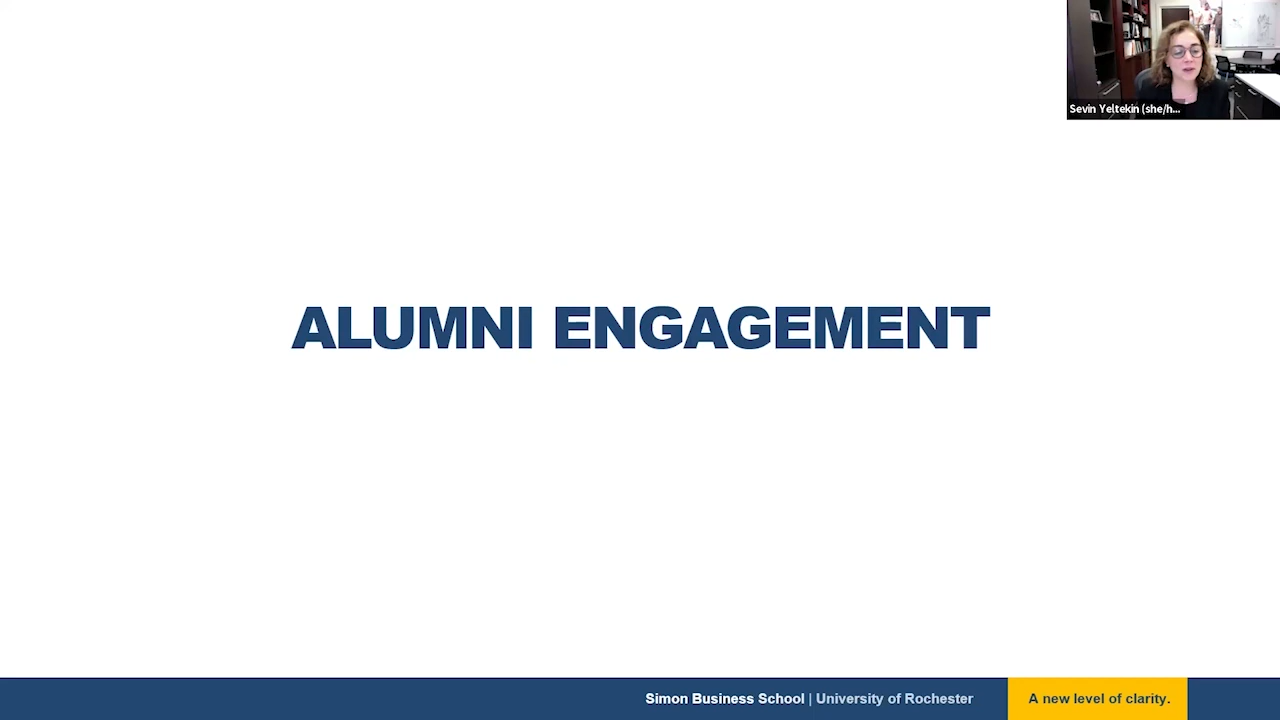 Sevin Yeltekin (she/h...
ALUMNI ENGAGEMENT
Simon Business School | University of Rochester
A new level of clarity.